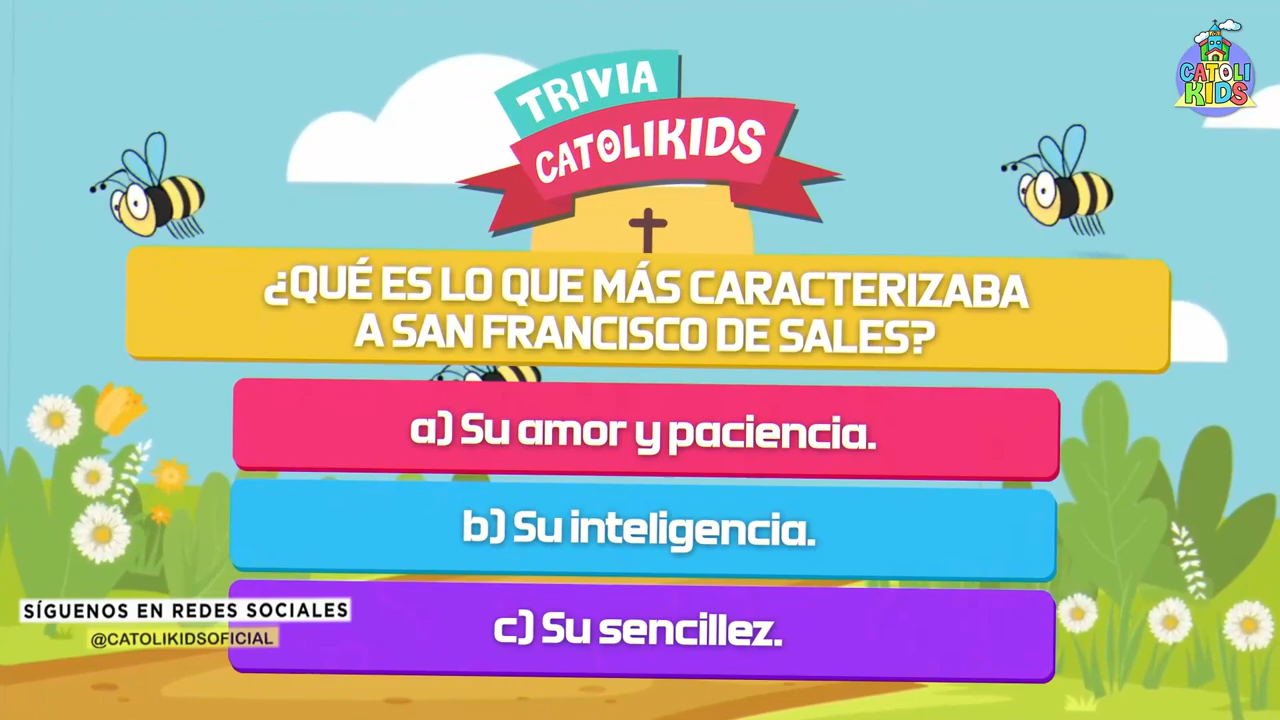 CATOLI
KIDS
TRIVIA
CATOLIKIDS
¿QUÉ ES LO QUE MÁS CARACTERIZABA
A SAN FRANCISCO DE SALES?
a) Su amor y paciencia.
b) Su inteligencia.
c) Su sencillez.
SÍGUENOS EN REDES SOCIALES
@CATOLIKIDSOFICIAL